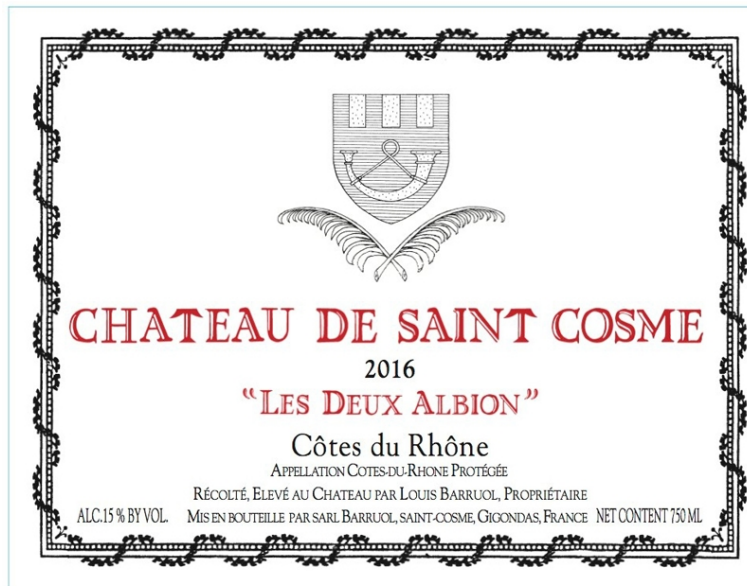 CHATEAU DE SAINT COSME
2016
“LES DEUX ALBION”
Côtes du Rhône
APPELLATION COTES-DU-RHONE PROTÉGÉE
RÉCOLTÉ, ELEVÉ AU CHATEAU PAR LOUIS BARRUOL, PROPRIÉTAIRE
ALC.15 % BY VOL. MIS EN BOUTEILLE PAR SARL BARRUOL, SAINT-COSME, GIGONDAS, FRANCE NET CONTENT 750 ML